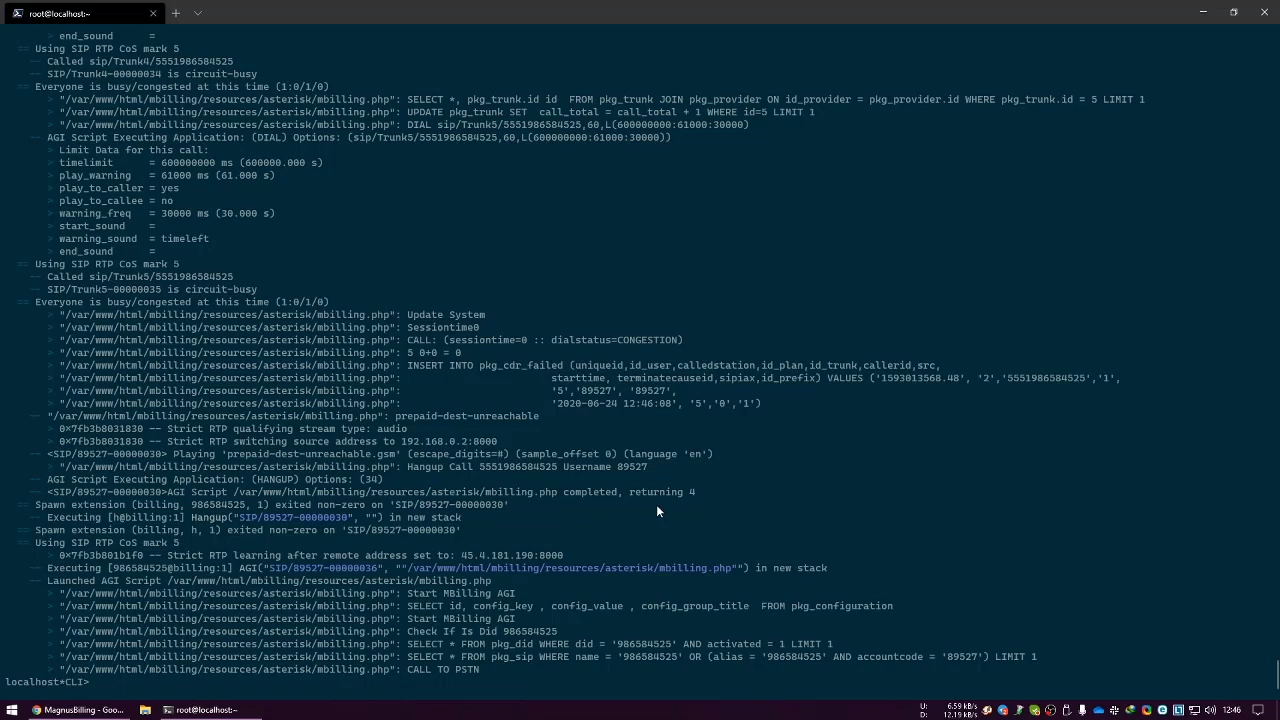 root@localhost:~
> end_sound     =
== Using SIP RTP CoS mark 5
-- Called sip/Trunk4/5551986584525
-- SIP/Trunk4-00000034 is circuit-busy
== Everyone is busy/congested at this time (1:0/1/0)
> "/var/www/html/mbilling/resources/asterisk/mbilling.php": SELECT *, pkg_trunk.id id  FROM pkg_trunk JOIN pkg_provider ON id_provider = pkg_provider.id WHERE pkg_trunk.id = 5 LIMIT 1
> "/var/www/html/mbilling/resources/asterisk/mbilling.php": UPDATE pkg_trunk SET  call_total = call_total + 1 WHERE id=5 LIMIT 1
> "/var/www/html/mbilling/resources/asterisk/mbilling.php": DIAL sip/Trunk5/5551986584525,60,L(600000000:61000:30000)
-- AGI Script Executing Application: (DIAL) Options: (sip/Trunk5/5551986584525,60,L(600000000:61000:30000))
> Limit Data for this call:
> timelimit      = 600000000 ms (600000.000 s)
> play_warning   = 61000 ms (61.000 s)
> play_to_caller = yes
> play_to_callee = no
> warning_freq   = 30000 ms (30.000 s)
> start_sound    =
> warning_sound  = timeleft
> end_sound      =
== Using SIP RTP CoS mark 5
-- Called sip/Trunk5/5551986584525
-- SIP/Trunk5-00000035 is circuit-busy
== Everyone is busy/congested at this time (1:0/1/0)
> "/var/www/html/mbilling/resources/asterisk/mbilling.php": Update System
> "/var/www/html/mbilling/resources/asterisk/mbilling.php": Sessiontime0
> "/var/www/html/mbilling/resources/asterisk/mbilling.php": CALL: (sessiontime=0 :: dialstatus=CONGESTION)
> "/var/www/html/mbilling/resources/asterisk/mbilling.php": 5 0+0 = 0
> "/var/www/html/mbilling/resources/asterisk/mbilling.php": INSERT INTO pkg_cdr_failed (uniqueid,id_user,calledstation,id_plan,id_trunk,callerid,src,
> "/var/www/html/mbilling/resources/asterisk/mbilling.php":                          starttime, terminatecauseid,sipiax,id_prefix) VALUES ('1593013568.48', '2','5551986584525','1',
> "/var/www/html/mbilling/resources/asterisk/mbilling.php":                          '5','89527', '89527',
> "/var/www/html/mbilling/resources/asterisk/mbilling.php":                          '2020-06-24 12:46:08', '5','0','1')
-- "/var/www/html/mbilling/resources/asterisk/mbilling.php": prepaid-dest-unreachable
> 0x7fb3b8031830 -- Strict RTP qualifying stream type: audio
> 0x7fb3b8031830 -- Strict RTP switching source address to 192.168.0.2:8000
-- <SIP/89527-00000030> Playing 'prepaid-dest-unreachable.gsm' (escape_digits=#) (sample_offset 0) (language 'en')
> "/var/www/html/mbilling/resources/asterisk/mbilling.php": Hangup Call 5551986584525 Username 89527
-- AGI Script Executing Application: (HANGUP) Options: (34)
-- <SIP/89527-00000030>AGI Script /var/www/html/mbilling/resources/asterisk/mbilling.php completed, returning 4
== Spawn extension (billing, 986584525, 1) exited non-zero on 'SIP/89527-00000030'
-- Executing [h@billing:1] Hangup("SIP/89527-00000030", "") in new stack
== Spawn extension (billing, h, 1) exited non-zero on 'SIP/89527-00000030'
== Using SIP RTP CoS mark 5
> 0x7fb3b801b1f0 -- Strict RTP learning after remote address set to: 45.4.181.190:8000
-- Executing [986584525@billing:1] AGI("SIP/89527-00000036", ""/var/www/html/mbilling/resources/asterisk/mbilling.php"") in new stack
-- Launched AGI Script /var/www/html/mbilling/resources/asterisk/mbilling.php
> "/var/www/html/mbilling/resources/asterisk/mbilling.php": Start MBilling AGI
> "/var/www/html/mbilling/resources/asterisk/mbilling.php": SELECT id, config_key , config_value , config_group_title  FROM pkg_configuration
> "/var/www/html/mbilling/resources/asterisk/mbilling.php": Start MBilling AGI
> "/var/www/html/mbilling/resources/asterisk/mbilling.php": Check If Is Did 986584525
> "/var/www/html/mbilling/resources/asterisk/mbilling.php": SELECT * FROM pkg_did WHERE did = '986584525' AND activated = 1 LIMIT 1
> "/var/www/html/mbilling/resources/asterisk/mbilling.php": SELECT * FROM pkg_sip WHERE name = '986584525' OR (alias = '986584525' AND accountcode = '89527') LIMIT 1
> "/var/www/html/mbilling/resources/asterisk/mbilling.php": CALL TO PSTN
localhost*CLI>
MagnusBilling - Goo...
root@localhost:~
U: 6.59 kB/s
D: 12.19 kB/s
12:46